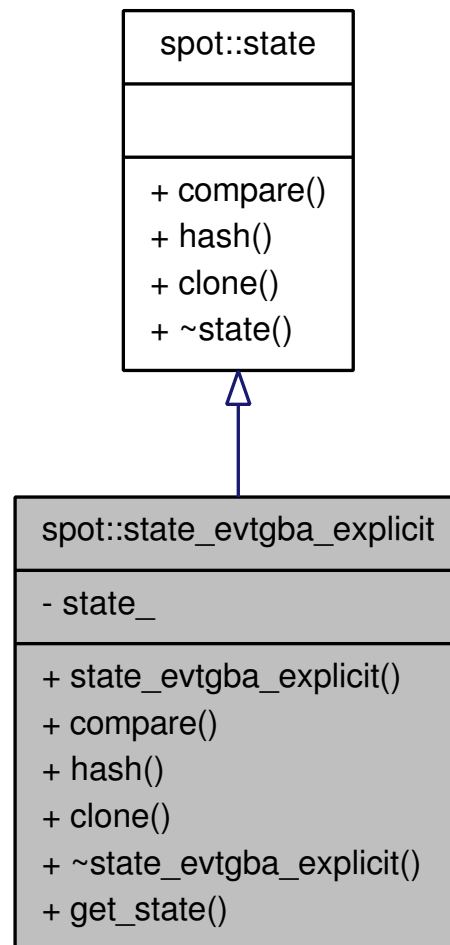 spot::state
+ compare()
+ hash()
+ clone()
+ ~state()
spot::state_evtgba_explicit
- state_
+ state_evtgba_explicit()
+ compare()
+ hash()
+ clone()
+ ~state_evtgba_explicit()
+ get_state()